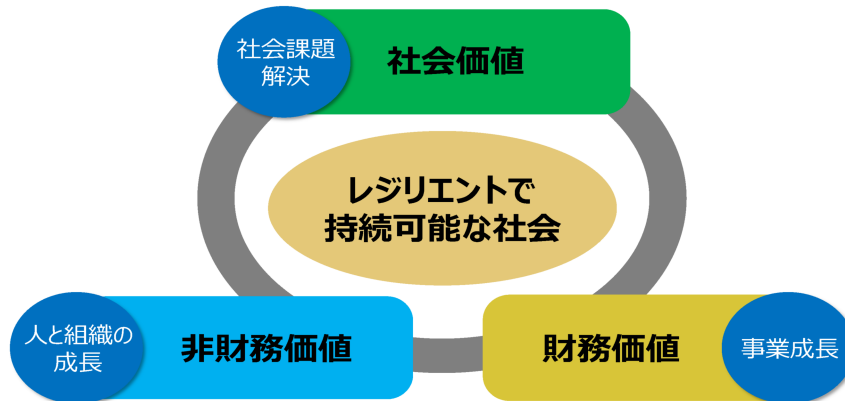 社会課題
解決
社会価値
レジリエントで
持続可能な社会
人と組織の
成長
非財務価値
財務価値
事業成長